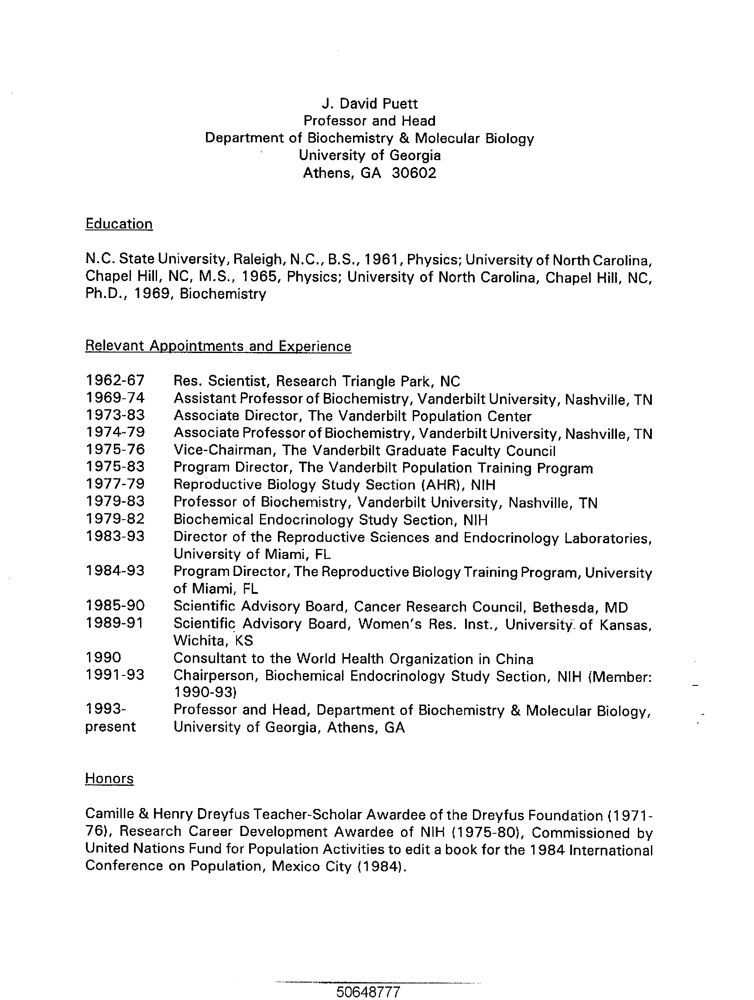 J. David Puett
Professor and Head
Department of Biochemistry & Molecular Biology
University of Georgia
Athens, GA 30602
Education
N.C. State University, Raleigh, N.C., B.S., 1961, Physics; University of North Carolina,
Chapel Hill, NC, M.S., 1965, Physics; University of North Carolina, Chapel Hill, NC,
Ph.D., 1969, Biochemistry
Relevant Appointments and Experience
1962-67 Res. Scientist, Research Triangle Park, NC
1969-74 Assistant Professor of Biochemistry, Vanderbilt University, Nashville, TN
1973-83 Associate Director, The Vanderbilt Population Center
1974-79 Associate Professor of Biochemistry, Vanderbilt University, Nashville, TN
1975-76 Vice-Chairman, The Vanderbilt Graduate Faculty Council
1975-83 Program Director, The Vanderbilt Population Training Program
1977-79 Reproductive Biology Study Section (AHR), NIH
1979-83 Professor of Biochemistry, Vanderbilt University, Nashville, TN
1979-82 Biochemical Endocrinology Study Section, NIH
1983-93 Director of the Reproductive Sciences and Endocrinology Laboratories,
University of Miami, FL
1984-93 Program Director, The Reproductive Biology Training Program, University
of Miami, FL
1985-90 Scientific Advisory Board, Cancer Research Council, Bethesda, MD
1989-91 Scientific Advisory Board, Women's Res. Inst., University of Kansas,
Wichita, KS
1990 Consultant to the World Health Organization in China
1991-93 Chairperson, Biochemical Endocrinology Study Section, NIH (Member:
1990-93)
1993- Professor and Head, Department of Biochemistry & Molecular Biology,
present University of Georgia, Athens, GA
Honors
Camille & Henry Dreyfus Teacher-Scholar Awardee of the Dreyfus Foundation (1971-
76), Research Career Development Awardee of NIH (1975-80), Commissioned by
United Nations Fund for Population Activities to edit a book for the 1984 International
Conference on Population, Mexico City (1984).
50648777